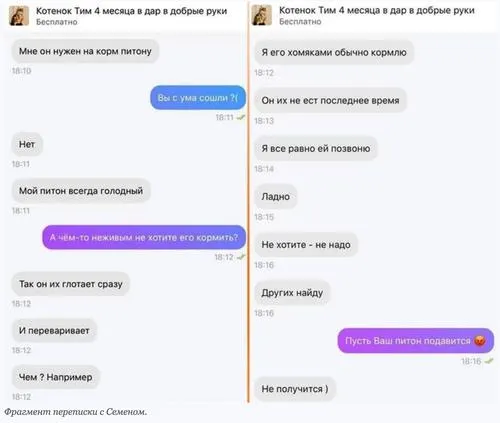 Котенок Тим 4 месяца в дар в добрые руки
Бесплатно
Мне он нужен на корм питону
18:10
Вы с ума сошли ?(
18:11
Нет
18:11
Мой питон всегда голодный
18:11
А чём-то неживым не хотите его кормить?
18:12
Так он их глотает сразу
18:12
И переваривает
18:12
Чем ? Например
18:12
Котенок Тим 4 месяца в дар в добрые руки
Бесплатно
Я его хомяками обычно кормлю
18:12
Он их не ест последнее время
18:13
Я все равно ей позвоню
18:14
Ладно
18:15
Не хотите - не надо
18:16
Других найду
18:16
Пусть Ваш питон подавится
18:16
Не получится )
Фрагмент переписки с Семеном.